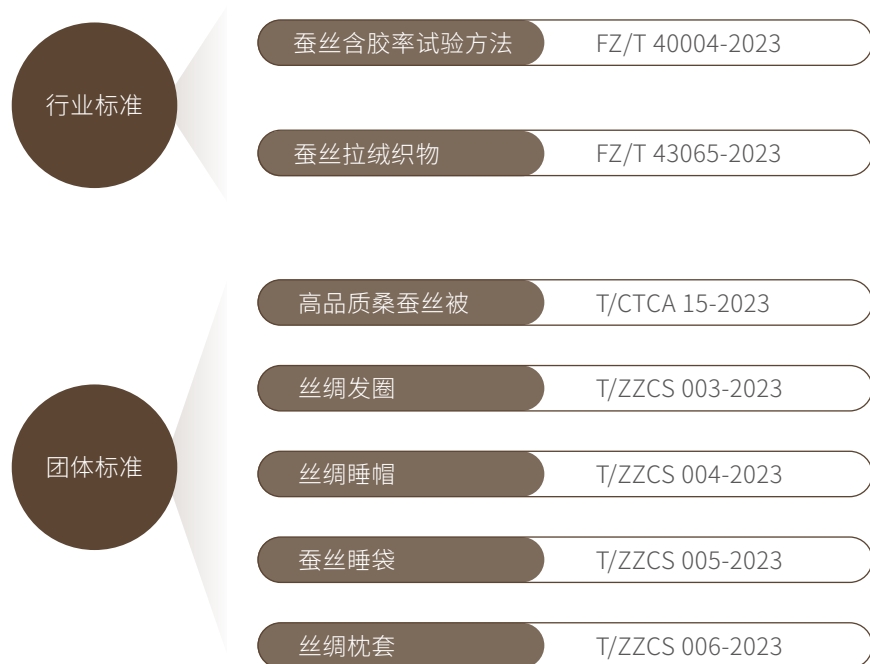 行业标准
蚕丝含胶率试验方法 FZ/T 40004-2023
蚕丝拉绒织物 FZ/T 43065-2023
团体标准
高品质桑蚕丝被 T/CTCA 15-2023
丝绸发圈 T/ZZCS 003-2023
丝绸睡帽 T/ZZCS 004-2023
蚕丝睡袋 T/ZZCS 005-2023
丝绸枕套 T/ZZCS 006-2023